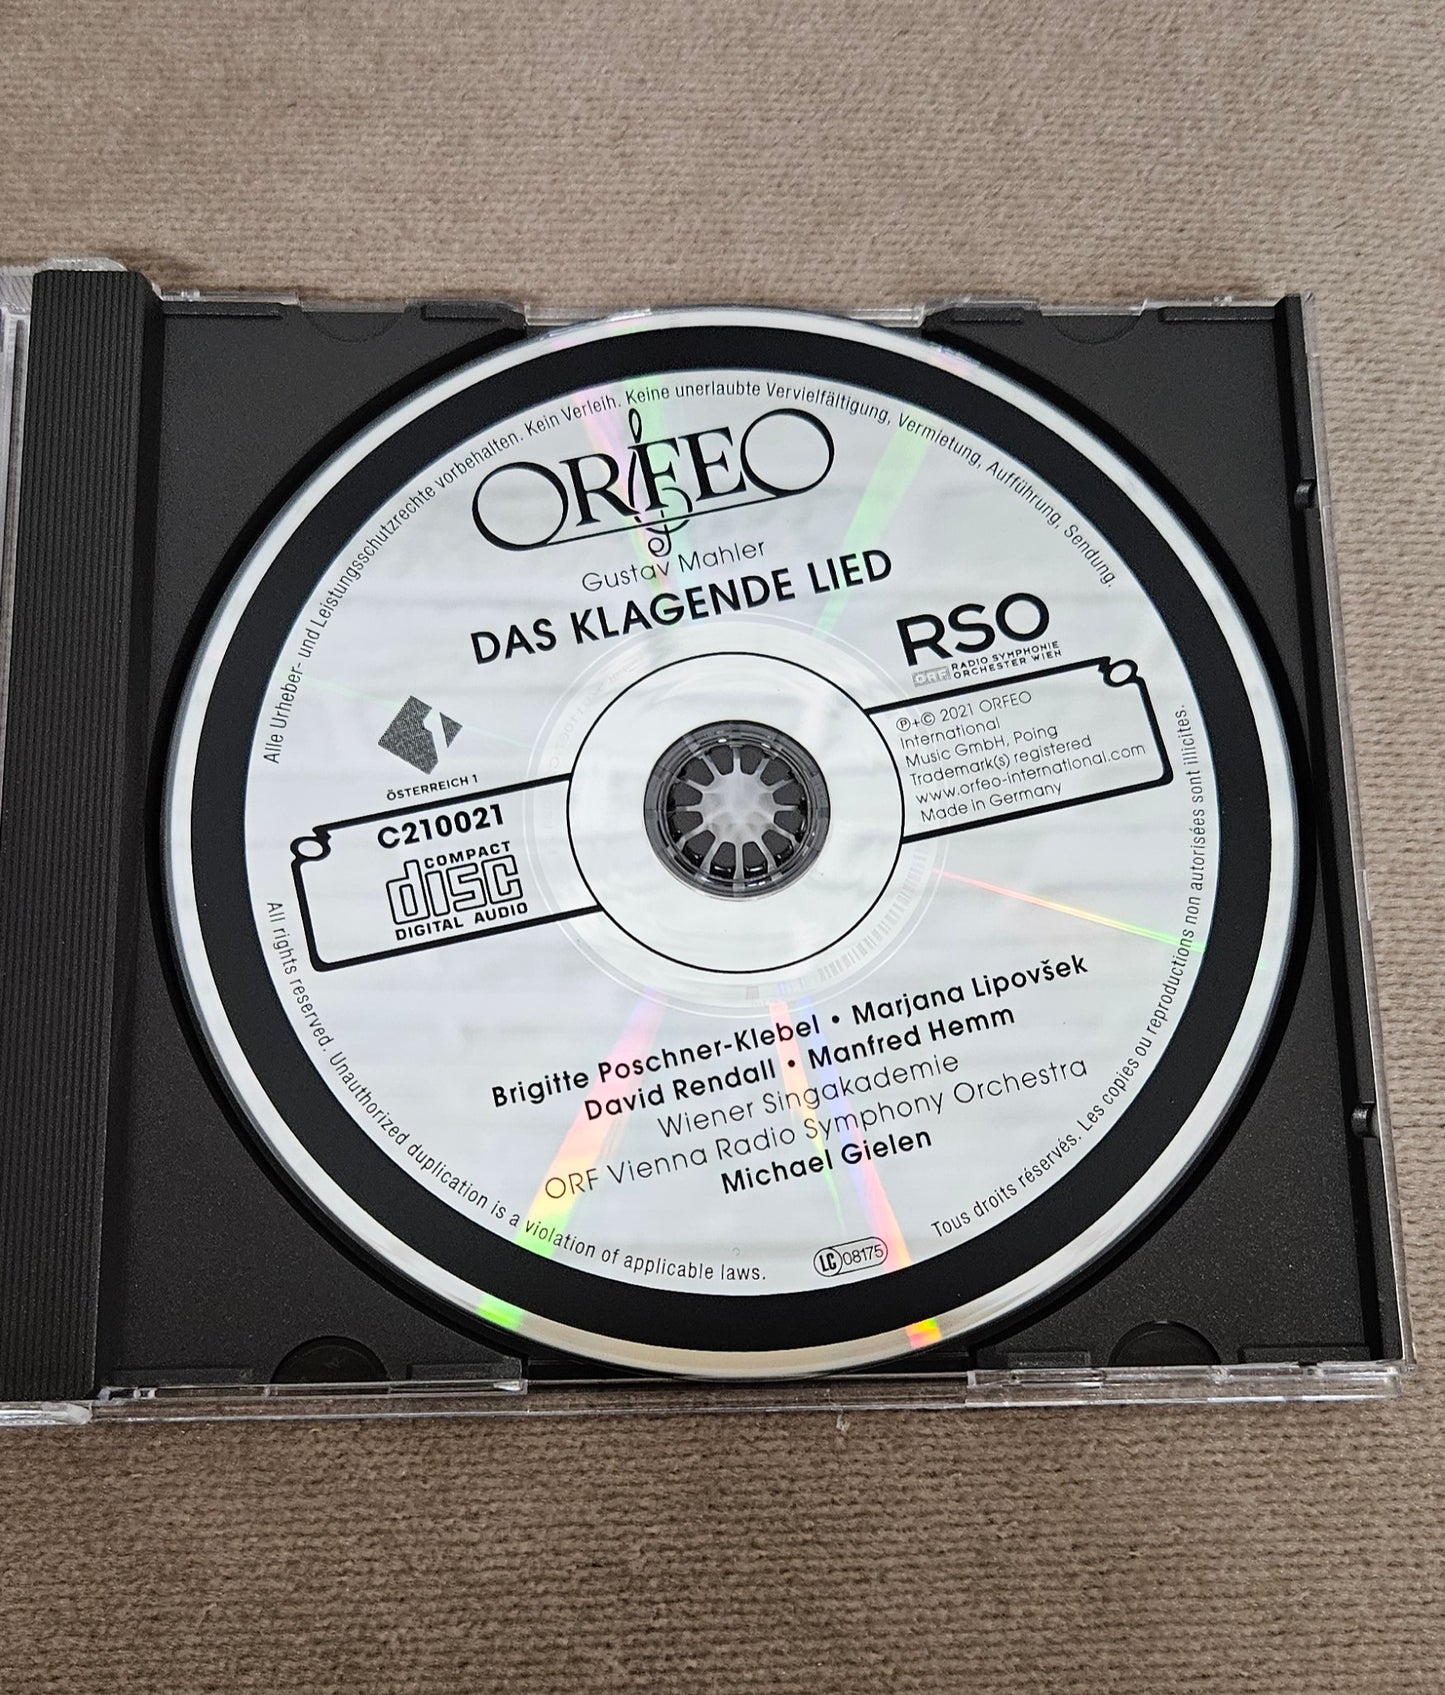 Alle Urheber- und Leistungsschutzrechte vorbehalten. Kein Verleih. Keine unerlaubte Vervielfältigung, Vermietung, Aufführung, Sendung.
ORFEO
Gustav Mahler
DAS KLAGENDE LIED
RSO
ORF RADIO SYMPHONIE
ORCHESTER WIEN
ÖSTERREICH 1
C210021
COMPACT
disc
DIGITAL AUDIO
℗+© 2021 ORFEO
International
Music GmbH, Poing
Trademark(s) registered
www.orfeo-international.com
Made in Germany
Brigitte Poschner-Klebel • Marjana Lipovšek
David Rendall • Manfred Hemm
Wiener Singakademie
ORF Vienna Radio Symphony Orchestra
Michael Gielen
LC 08175
All rights reserved. Unauthorized duplication is a violation of applicable laws.
Tous droits réservés. Les copies ou reproductions non autorisées sont illicites.